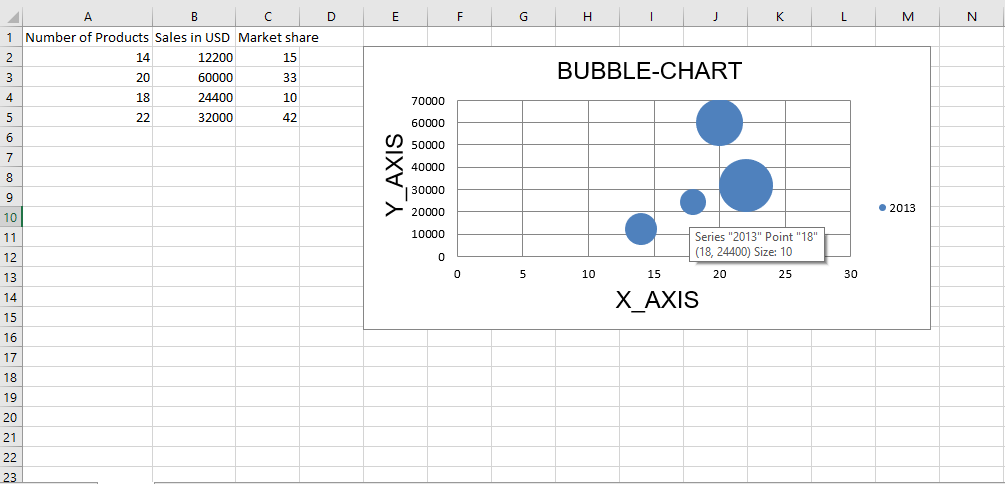 A B C D E F G H I J K L M N
1 Number of Products Sales in USD Market share
2 14 12200 15
3 20 60000 33
4 18 24400 10
5 22 32000 42
6
7
8
9
10
11
12
13
14
15
16
17
18
19
20
21
22
23
BUBBLE-CHART
Y_AXIS
70000
60000
50000
40000
30000
20000
10000
0
2013
Series "2013" Point "18"
(18, 24400) Size: 10
0 5 10 15 20 25 30
X_AXIS